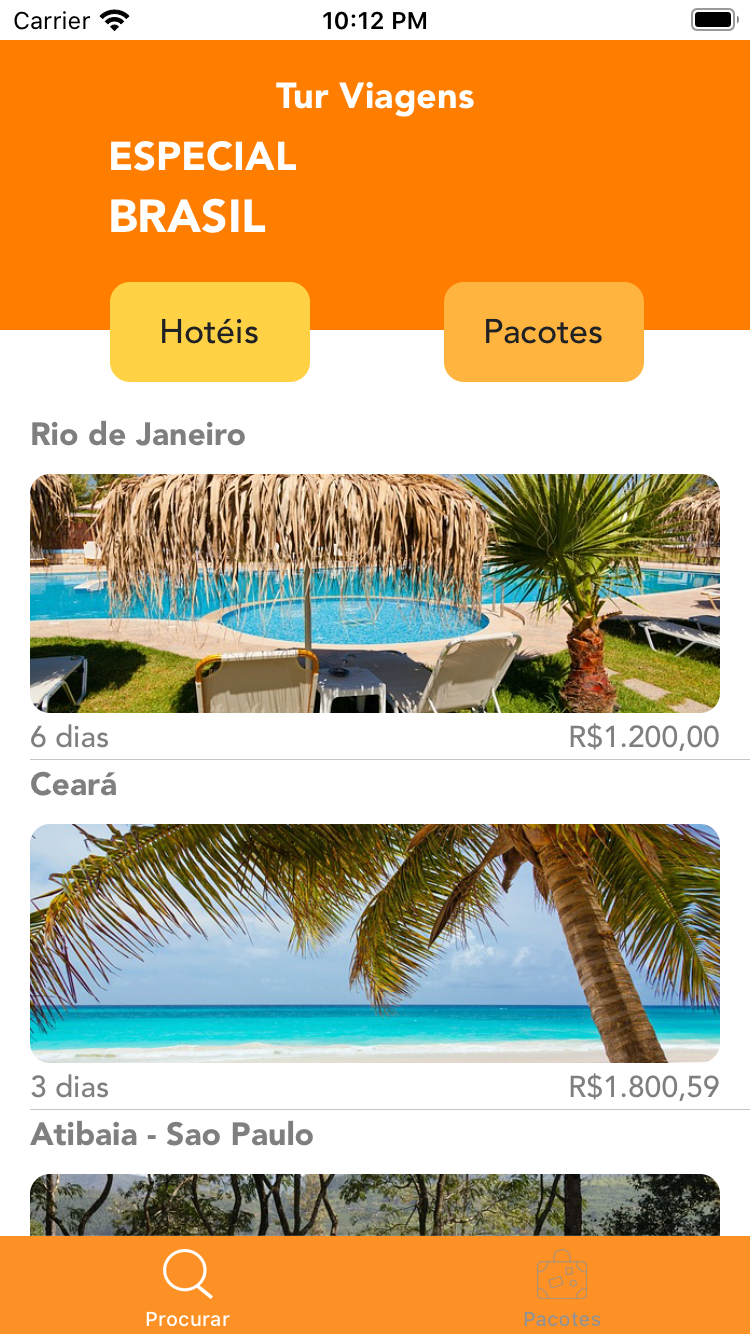 Carrier 10:12 PM
Tur Viagens
ESPECIAL
BRASIL
Hotéis Pacotes
Rio de Janeiro
6 dias R$1.200,00
Ceará
3 dias R$1.800,59
Atibaia - Sao Paulo
Procurar Pacotes